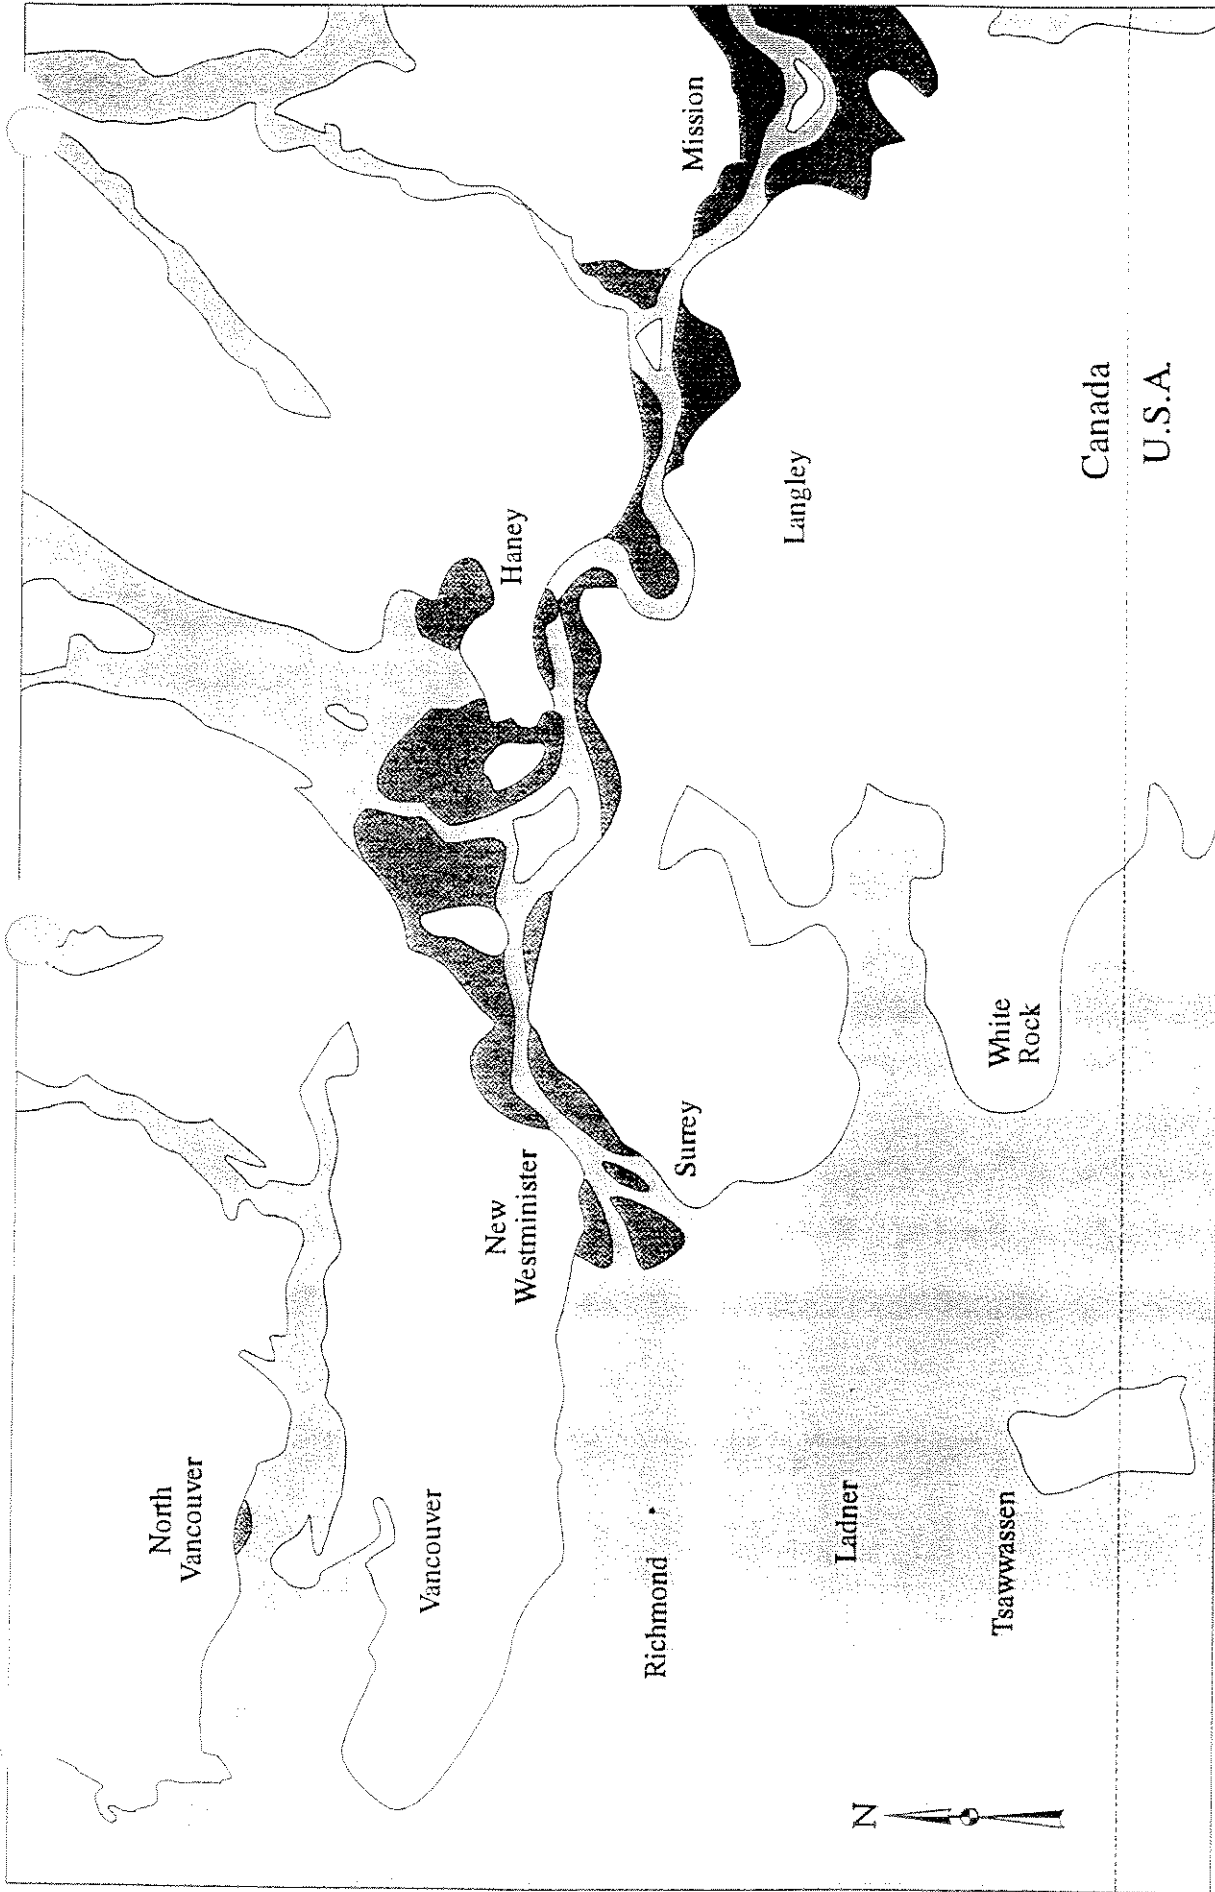 North
Vancouver
Vancouver
New
Westminister
Haney
Mission
Richmond
Surrey
Langley
Ladner
White
Rock
Tsawwassen
Canada
U.S.A.
N